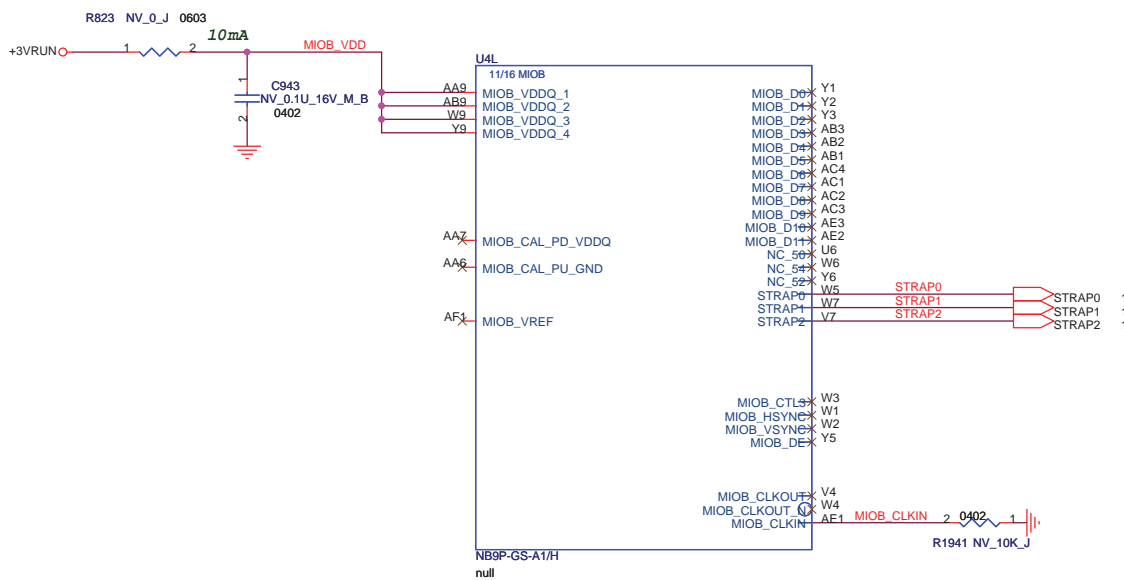 R823 NV_0_J 0603
+3VRUN 1 2 10mA MIOB_VDD
1 C943
NV_0.1U_16V_M_B
2 0402
U4L
11/16 MIOB
AA9 MIOB_VDDQ_1
AB9 MIOB_VDDQ_2
W9 MIOB_VDDQ_3
Y9 MIOB_VDDQ_4
AA7 MIOB_CAL_PD_VDDQ
AA6 MIOB_CAL_PU_GND
AF1 MIOB_VREF
MIOB_D0 Y1
MIOB_D1 Y2
MIOB_D2 Y3
MIOB_D3 AB3
MIOB_D4 AB2
MIOB_D5 AB1
MIOB_D6 AC4
MIOB_D7 AC1
MIOB_D8 AC2
MIOB_D9 AC3
MIOB_D10 AE3
MIOB_D11 AE2
NC_50 U6
NC_54 W6
NC_52 Y6
STRAP0 W5 STRAP0 STRAP0 1
STRAP1 W7 STRAP1 STRAP1
STRAP2 V7 STRAP2 STRAP2
MIOB_CTL3 W3
MIOB_HSYNC W1
MIOB_VSYNC W2
MIOB_DE Y5
MIOB_CLKOUT V4
MIOB_CLKOUT_N W4
MIOB_CLKIN AE1 MIOB_CLKIN 2 0402 1
R1941 NV_10K_J
NB9P-GS-A1/H
null